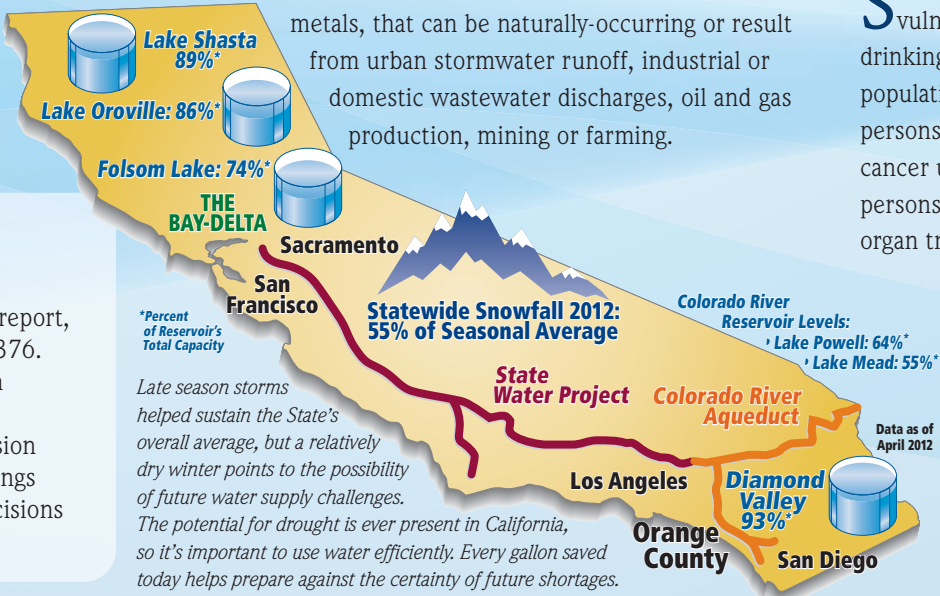 metals, that can be naturally-occurring or result
from urban stormwater runoff, industrial or
domestic wastewater discharges, oil and gas
production, mining or farming.
S
vuln
drinking
populati
persons
cancer u
persons
organ tr
report,
376.
n
sion
ngs
cisions
Lake Shasta
89%*
Lake Oroville: 86%*
Folsom Lake: 74%*
THE
BAY-DELTA
Sacramento
San
Francisco
*Percent
of Reservoir's
Total Capacity
Statewide Snowfall 2012:
55% of Seasonal Average
Colorado River
Reservoir Levels:
› Lake Powell: 64%*
› Lake Mead: 55%*
State
Water Project
Colorado River
Aqueduct
Data as of
April 2012
Late season storms
helped sustain the State's
overall average, but a relatively
dry winter points to the possibility
of future water supply challenges.
The potential for drought is ever present in California,
so it's important to use water efficiently. Every gallon saved
today helps prepare against the certainty of future shortages.
Los Angeles
Diamond
Valley
93%*
Orange
County
San Diego